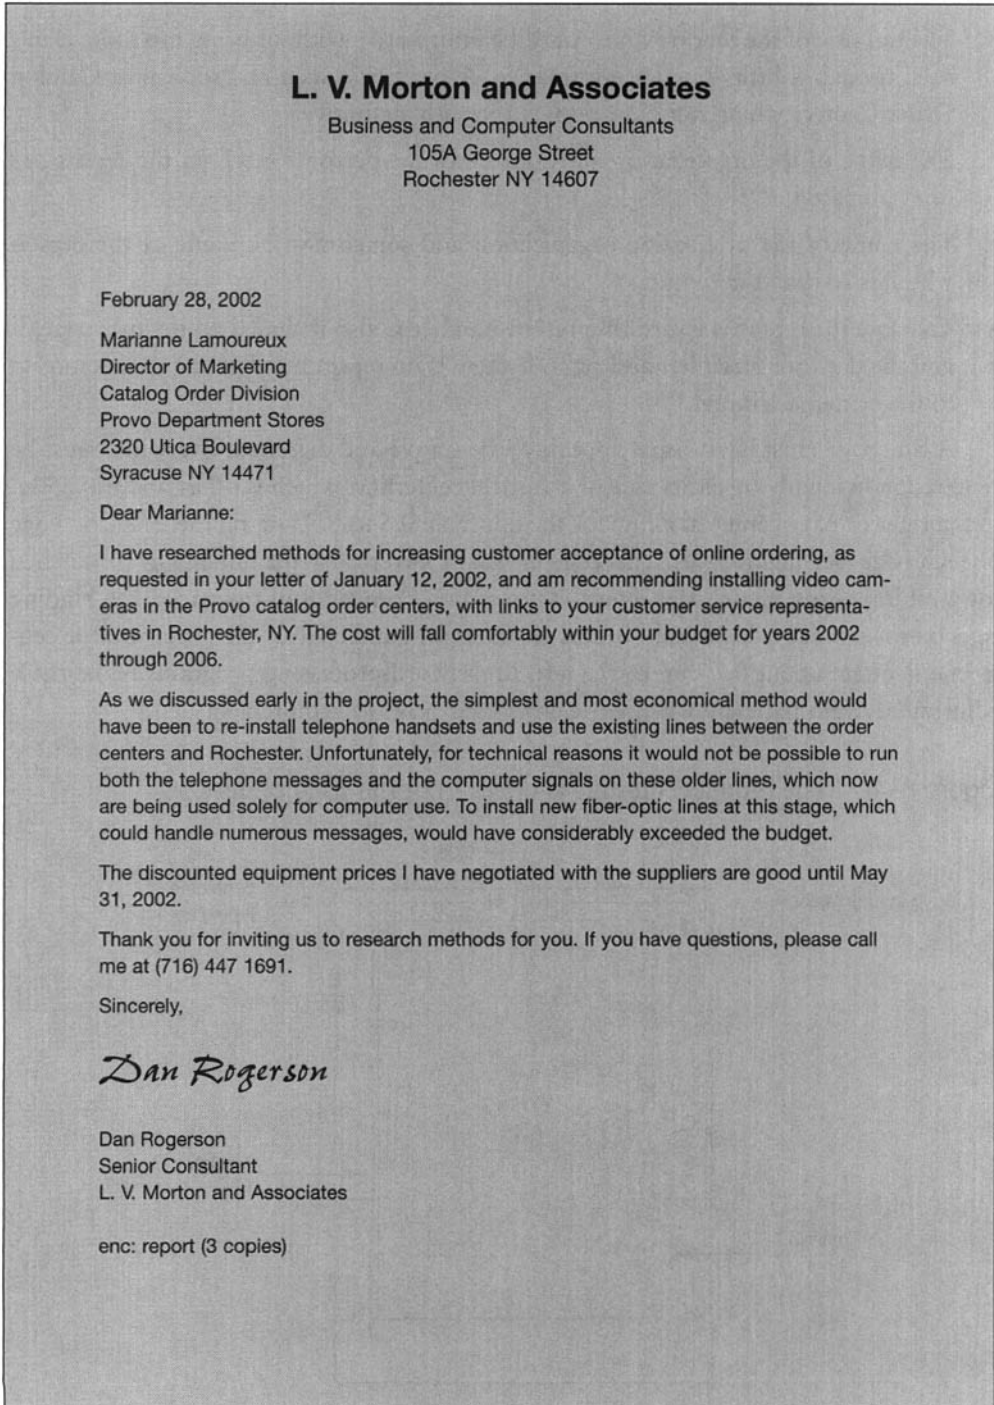 L. V. Morton and Associates
Business and Computer Consultants
105A George Street
Rochester NY 14607
February 28, 2002
Marianne Lamoureux
Director of Marketing
Catalog Order Division
Provo Department Stores
2320 Utica Boulevard
Syracuse NY 14471
Dear Marianne:
I have researched methods for increasing customer acceptance of online ordering, as
requested in your letter of January 12, 2002, and am recommending installing video cam-
eras in the Provo catalog order centers, with links to your customer service representa-
tives in Rochester, NY. The cost will fall comfortably within your budget for years 2002
through 2006.
As we discussed early in the project, the simplest and most economical method would
have been to re-install telephone handsets and use the existing lines between the order
centers and Rochester. Unfortunately, for technical reasons it would not be possible to run
both the telephone messages and the computer signals on these older lines, which now
are being used solely for computer use. To install new fiber-optic lines at this stage, which
could handle numerous messages, would have considerably exceeded the budget.
The discounted equipment prices I have negotiated with the suppliers are good until May
31, 2002.
Thank you for inviting us to research methods for you. If you have questions, please call
me at (716) 447 1691.
Sincerely,
Dan Rogerson
Dan Rogerson
Senior Consultant
L. V. Morton and Associates
enc: report (3 copies)